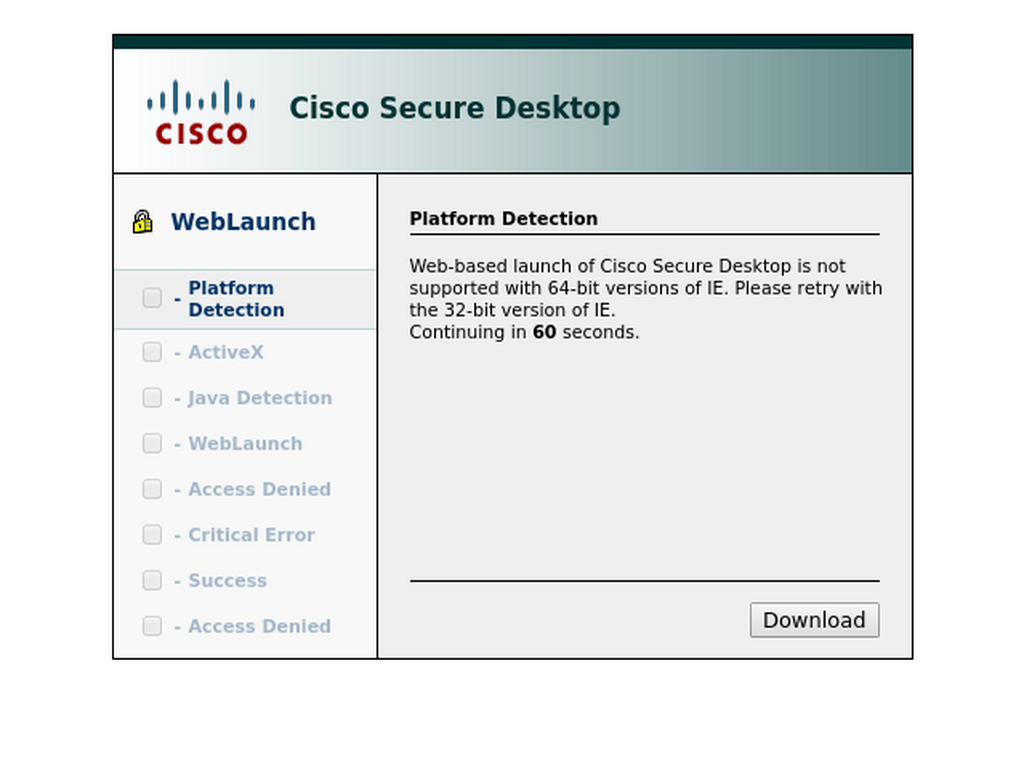 CISCO
Cisco Secure Desktop
WebLaunch
- Platform
Detection
- ActiveX
- Java Detection
- WebLaunch
- Access Denied
- Critical Error
- Success
- Access Denied
Platform Detection
Web-based launch of Cisco Secure Desktop is not
supported with 64-bit versions of IE. Please retry with
the 32-bit version of IE.
Continuing in 60 seconds.
Download